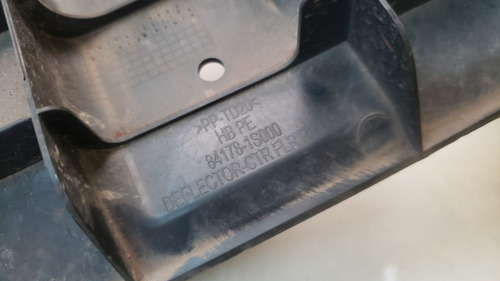 >PP-TD20<
HB PE
84178-1S000
DEFLECTOR-CTR FLR